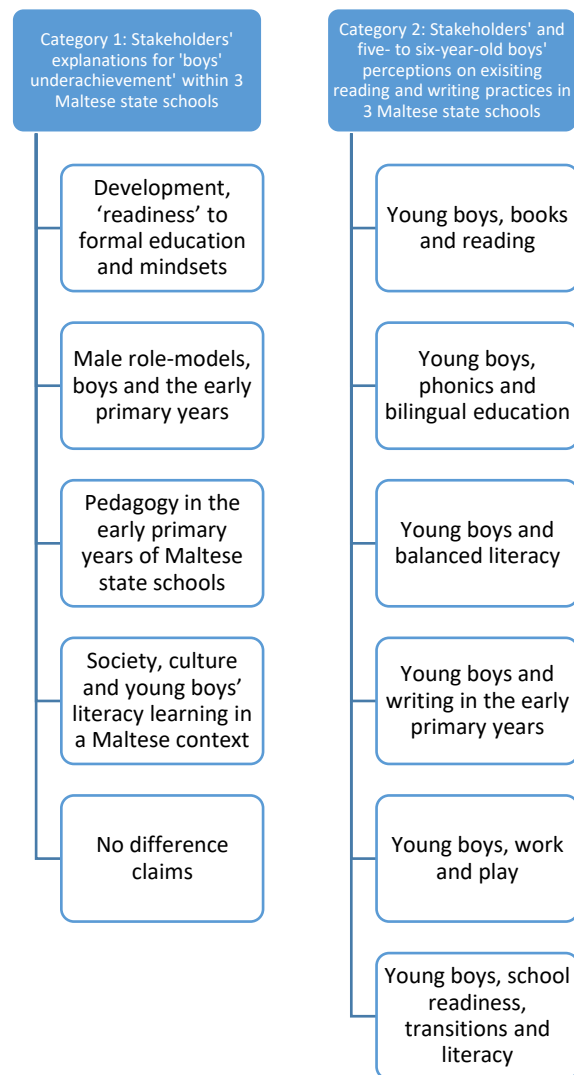 Category 1: Stakeholders'
explanations for 'boys'
underachievement' within 3
Maltese state schools
Development,
‘readiness’ to
formal education
and mindsets
Male role-models,
boys and the early
primary years
Pedagogy in the
early primary
years of Maltese
state schools
Society, culture
and young boys’
literacy learning in
a Maltese context
No difference
claims
Category 2: Stakeholders' and
five- to six-year-old boys'
perceptions on exisiting
reading and writing practices in
3 Maltese state schools
Young boys, books
and reading
Young boys,
phonics and
bilingual education
Young boys and
balanced literacy
Young boys and
writing in the early
primary years
Young boys, work
and play
Young boys, school
readiness,
transitions and
literacy